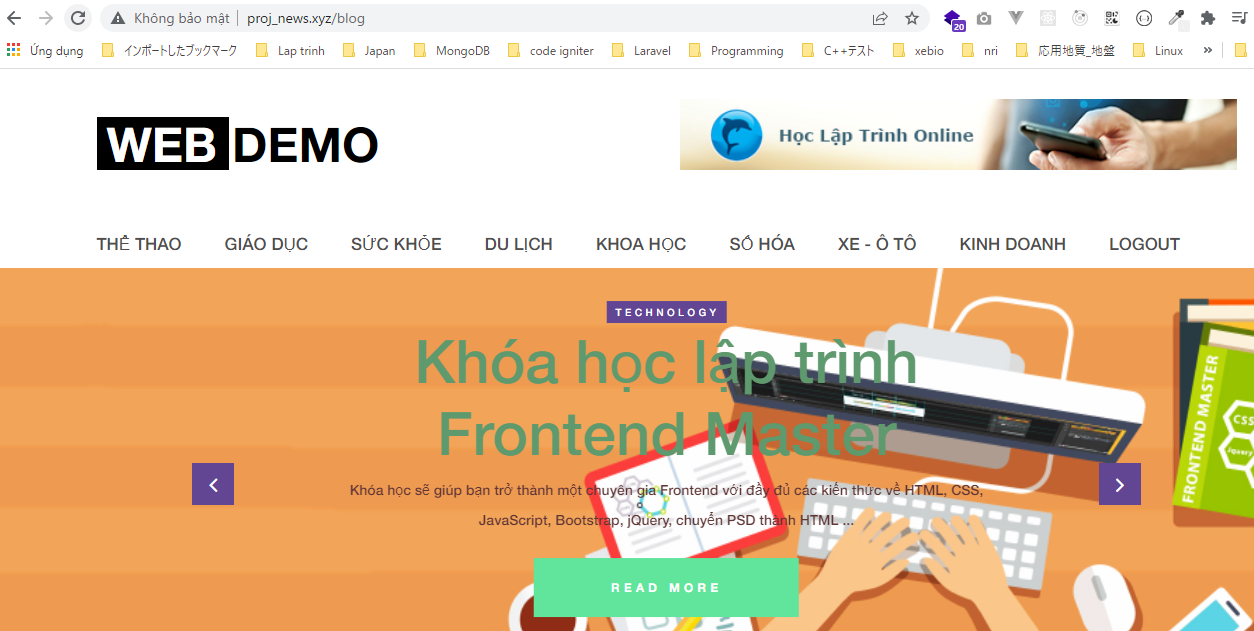 Không bảo mật | proj_news.xyz/blog
20
Ứng dụng インポートしたブックマーク Lap trinh Japan MongoDB code igniter Laravel Programming C++テスト xebio nri 応用地質_地盤 Linux »
WEB DEMO
Học Lập Trình Online
THỂ THAO GIÁO DỤC SỨC KHỎE DU LỊCH KHOA HỌC SỐ HÓA XE - Ô TÔ KINH DOANH LOGOUT
TECHNOLOGY
Khóa học lập trình
Frontend Master
Khóa học sẽ giúp bạn trở thành một chuyên gia Frontend với đầy đủ các kiến thức về HTML, CSS,
JavaScript, Bootstrap, jQuery, chuyển PSD thành HTML ...
READ MORE
FRONTEND MASTER
CSS
jquery